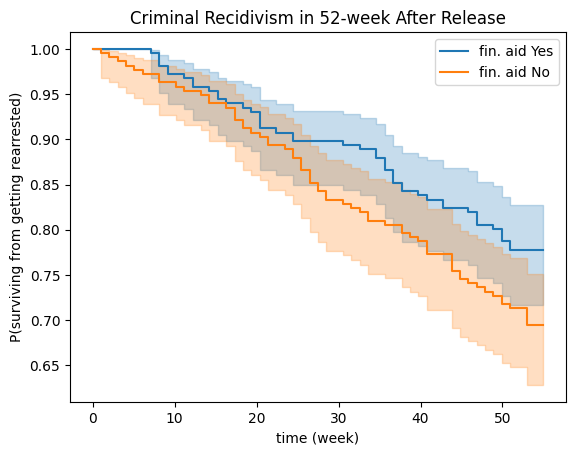 Criminal Recidivism in 52-week After Release
fin. aid Yes
fin. aid No
P(surviving from getting rearrested)
1.00
0.95
0.90
0.85
0.80
0.75
0.70
0.65
0
10
20
30
40
50
time (week)